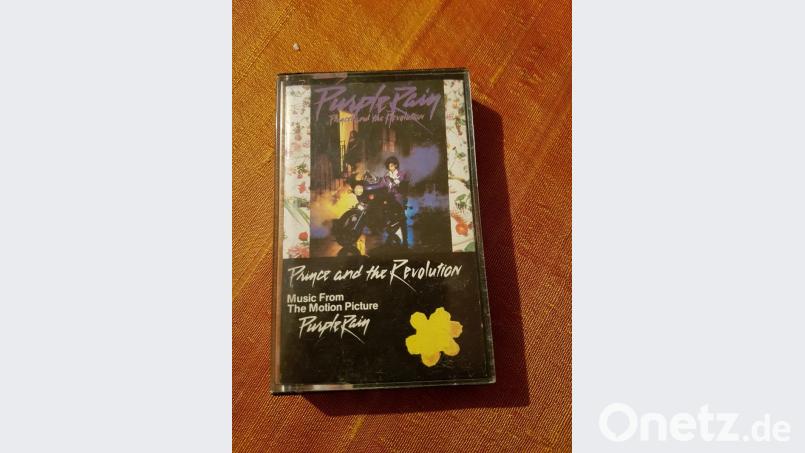 Purple Rain
Prince and the Revolution
Prince and the Revolution
Music From
The Motion Picture
Purple Rain
Onetz.de